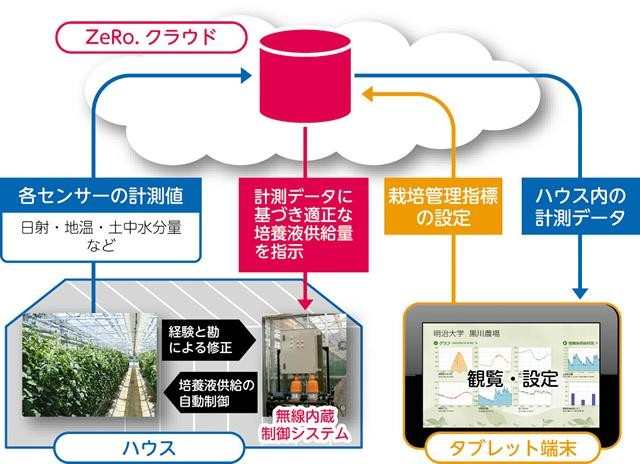 ZeRo.クラウド
各センサーの計測値
日射・地温・土中水分量
など
計測データに
基づき適正な
培養液供給量
を指示
栽培管理指標
の設定
ハウス内の
計測データ
経験と勘
による修正
培養液供給の
自動制御
無線内蔵
制御システム
ハウス
明治大学 黒川農場
グラフ
観覧・設定
タブレット端末